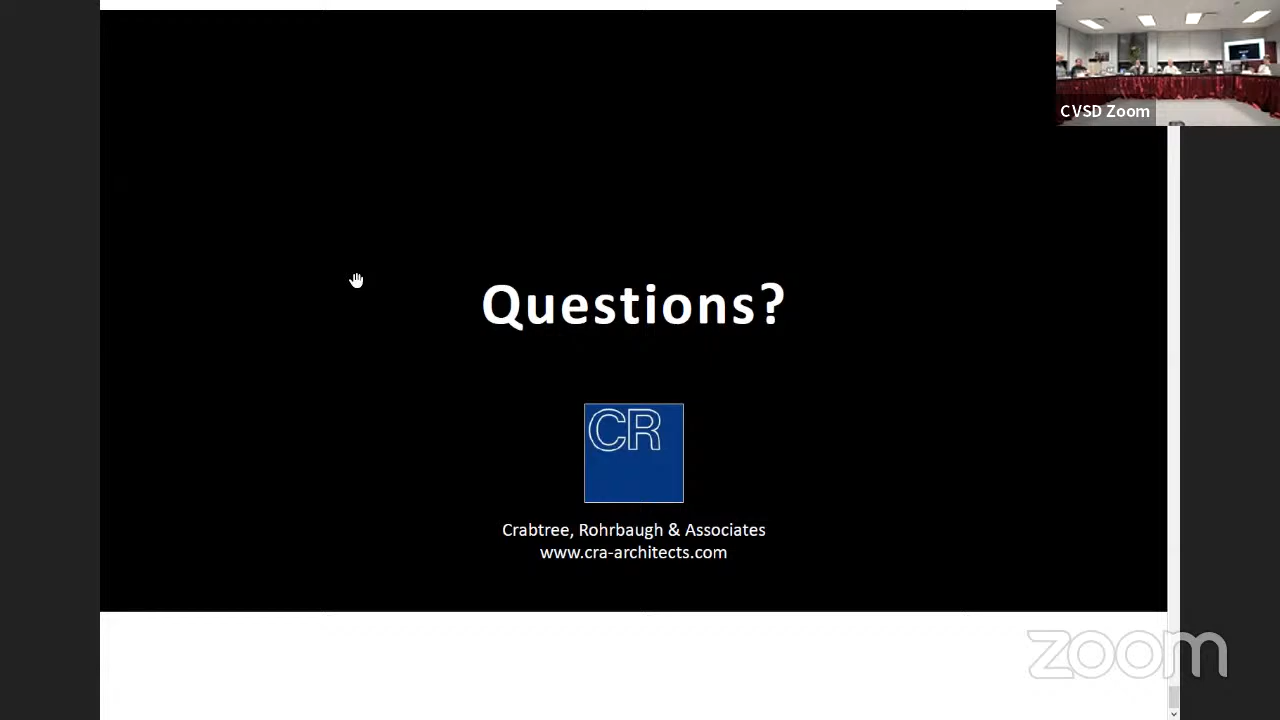 CVSD Zoom
Questions?
CR
Crabtree, Rohrbaugh & Associates
www.cra-architects.com
zoom